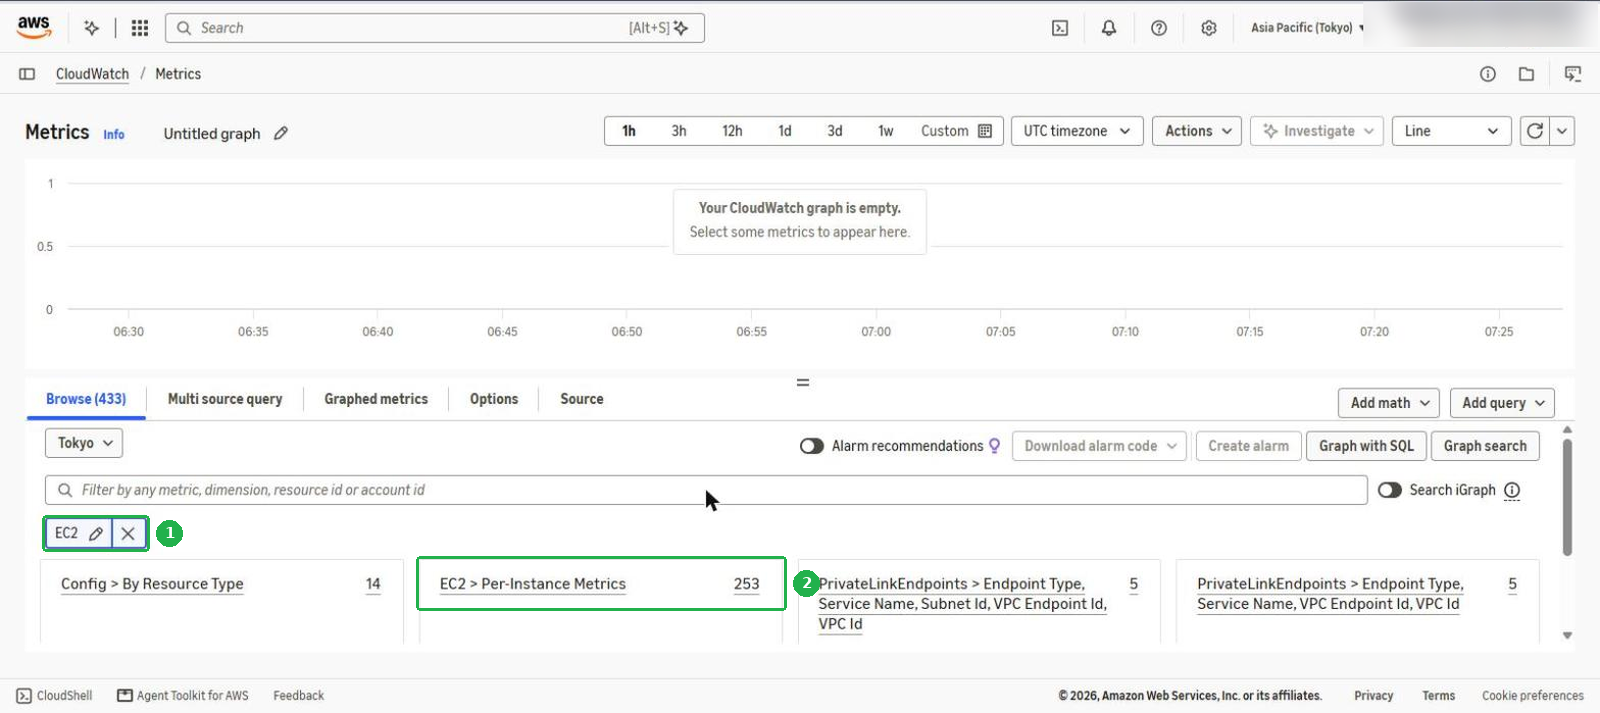 aws
Search [Alt+S]
Asia Pacific (Tokyo)
CloudWatch / Metrics
Metrics Info Untitled graph
1h 3h 12h 1d 3d 1w Custom UTC timezone Actions Investigate Line
1
Your CloudWatch graph is empty.
Select some metrics to appear here.
0.5
0
06:30 06:35 06:40 06:45 06:50 06:55 07:00 07:05 07:10 07:15 07:20 07:25
Browse (433) Multi source query Graphed metrics Options Source Add math Add query
Tokyo Alarm recommendations Download alarm code Create alarm Graph with SQL Graph search
Filter by any metric, dimension, resource id or account id Search iGraph
EC2 1
Config > By Resource Type 14
EC2 > Per-Instance Metrics 253 2
PrivateLinkEndpoints > Endpoint Type, 5
Service Name, Subnet Id, VPC Endpoint Id,
VPC Id
PrivateLinkEndpoints > Endpoint Type, 5
Service Name, VPC Endpoint Id, VPC Id
CloudShell Agent Toolkit for AWS Feedback © 2026, Amazon Web Services, Inc. or its affiliates. Privacy Terms Cookie preferences